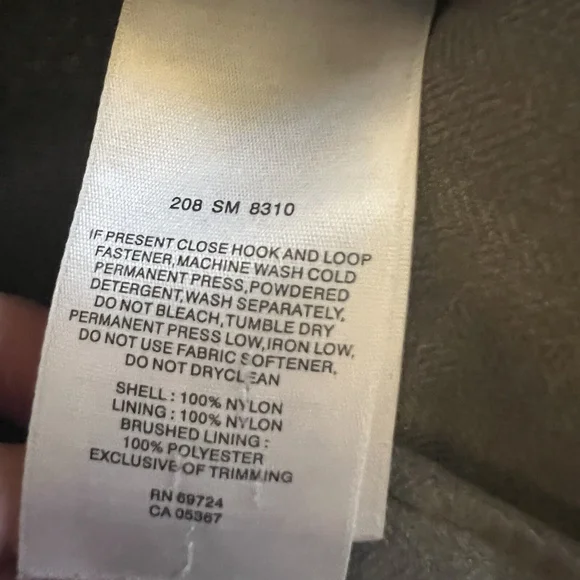 208 SM 8310
IF PRESENT CLOSE HOOK AND LOOP
FASTENER,MACHINE WASH COLD
PERMANENT PRESS,POWDERED
DETERGENT,WASH SEPARATELY,
DO NOT BLEACH,TUMBLE DRY
PERMANENT PRESS LOW,IRON LOW,
DO NOT USE FABRIC SOFTENER,
DO NOT DRYCLEAN
SHELL : 100% NYLON
LINING : 100% NYLON
BRUSHED LINING :
100% POLYESTER
EXCLUSIVE OF TRIMMING
RN 69724
CA 05367